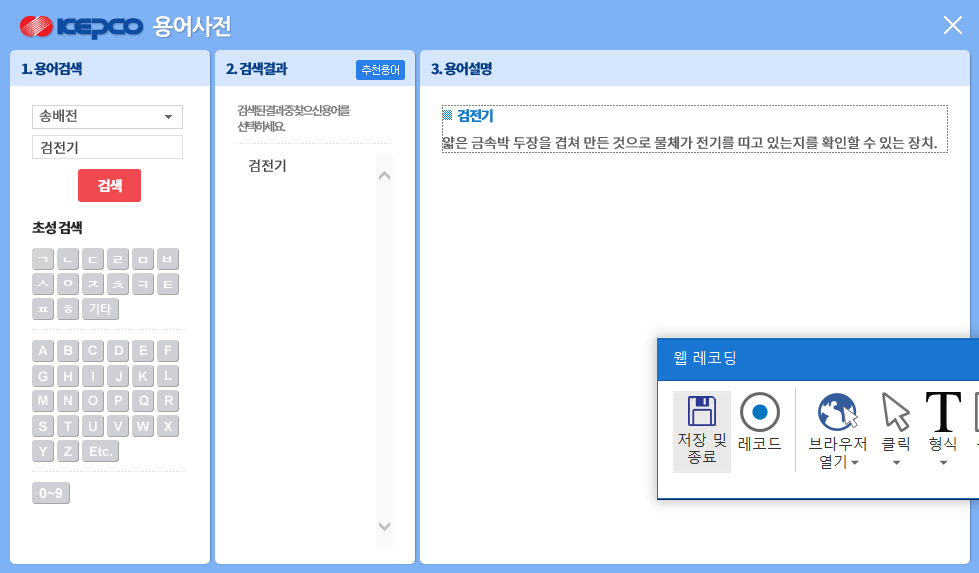 KEPCO 용어사전
1. 용어검색
송배전
검전기
검색
초성 검색
ㄱ ㄴ ㄷ ㄹ ㅁ ㅂ
ㅅ ㅇ ㅈ ㅊ ㅋ ㅌ
ㅍ ㅎ 기타
A B C D E F
G H I J K L
M N O P Q R
S T U V W X
Y Z Etc.
0~9
2. 검색결과 추천용어
검색된 결과 중 찾으신 용어를
선택하세요.
검전기
3. 용어설명
검전기
얇은 금속박 두장을 겹쳐 만든 것으로 물체가 전기를 띠고 있는지를 확인할 수 있는 장치.
웹 레코딩
저장 및
종료
레코드
브라우저
열기
클릭
T
형식